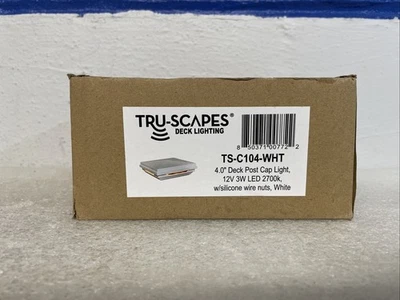 TRU-SCAPES®
DECK LIGHTING
8 50371 00772 2
TS-C104-WHT
4.0" Deck Post Cap Light,
12V 3W LED 2700k,
w/silicone wire nuts, White